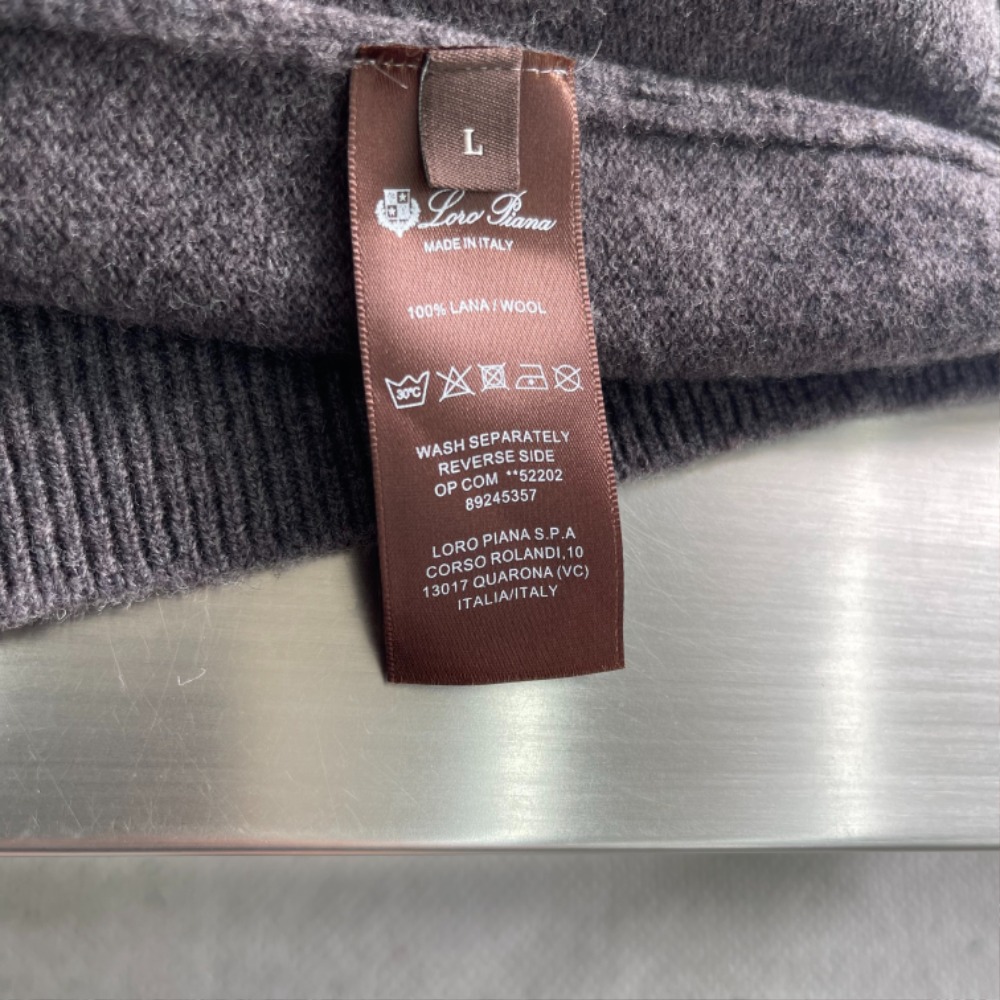 L
Loro Piana
MADE IN ITALY
100% LANA / WOOL
30°C
WASH SEPARATELY
REVERSE SIDE
OP COM **52202
89245357
LORO PIANA S.P.A
CORSO ROLANDI,10
13017 QUARONA (VC)
ITALIA/ITALY